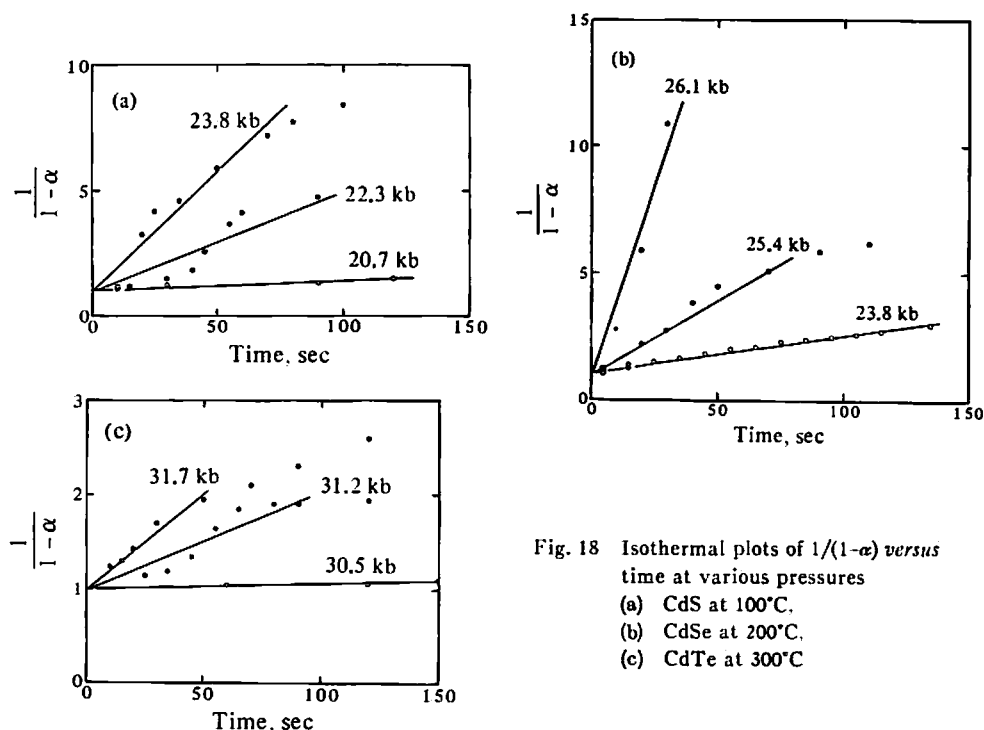 10
(a)
23.8 kb
22.3 kb
20.7 kb
5
0
0
50
100
150
1
1 - α
Time, sec
15
(b)
26.1 kb
10
25.4 kb
5
23.8 kb
0
0
50
100
150
1
1 - α
Time, sec
3
(c)
31.7 kb
31.2 kb
2
30.5 kb
1
0
0
50
100
150
1
1 - α
Time, sec
Fig. 18 Isothermal plots of 1/(1-α) versus
time at various pressures
(a) CdS at 100°C,
(b) CdSe at 200°C,
(c) CdTe at 300°C